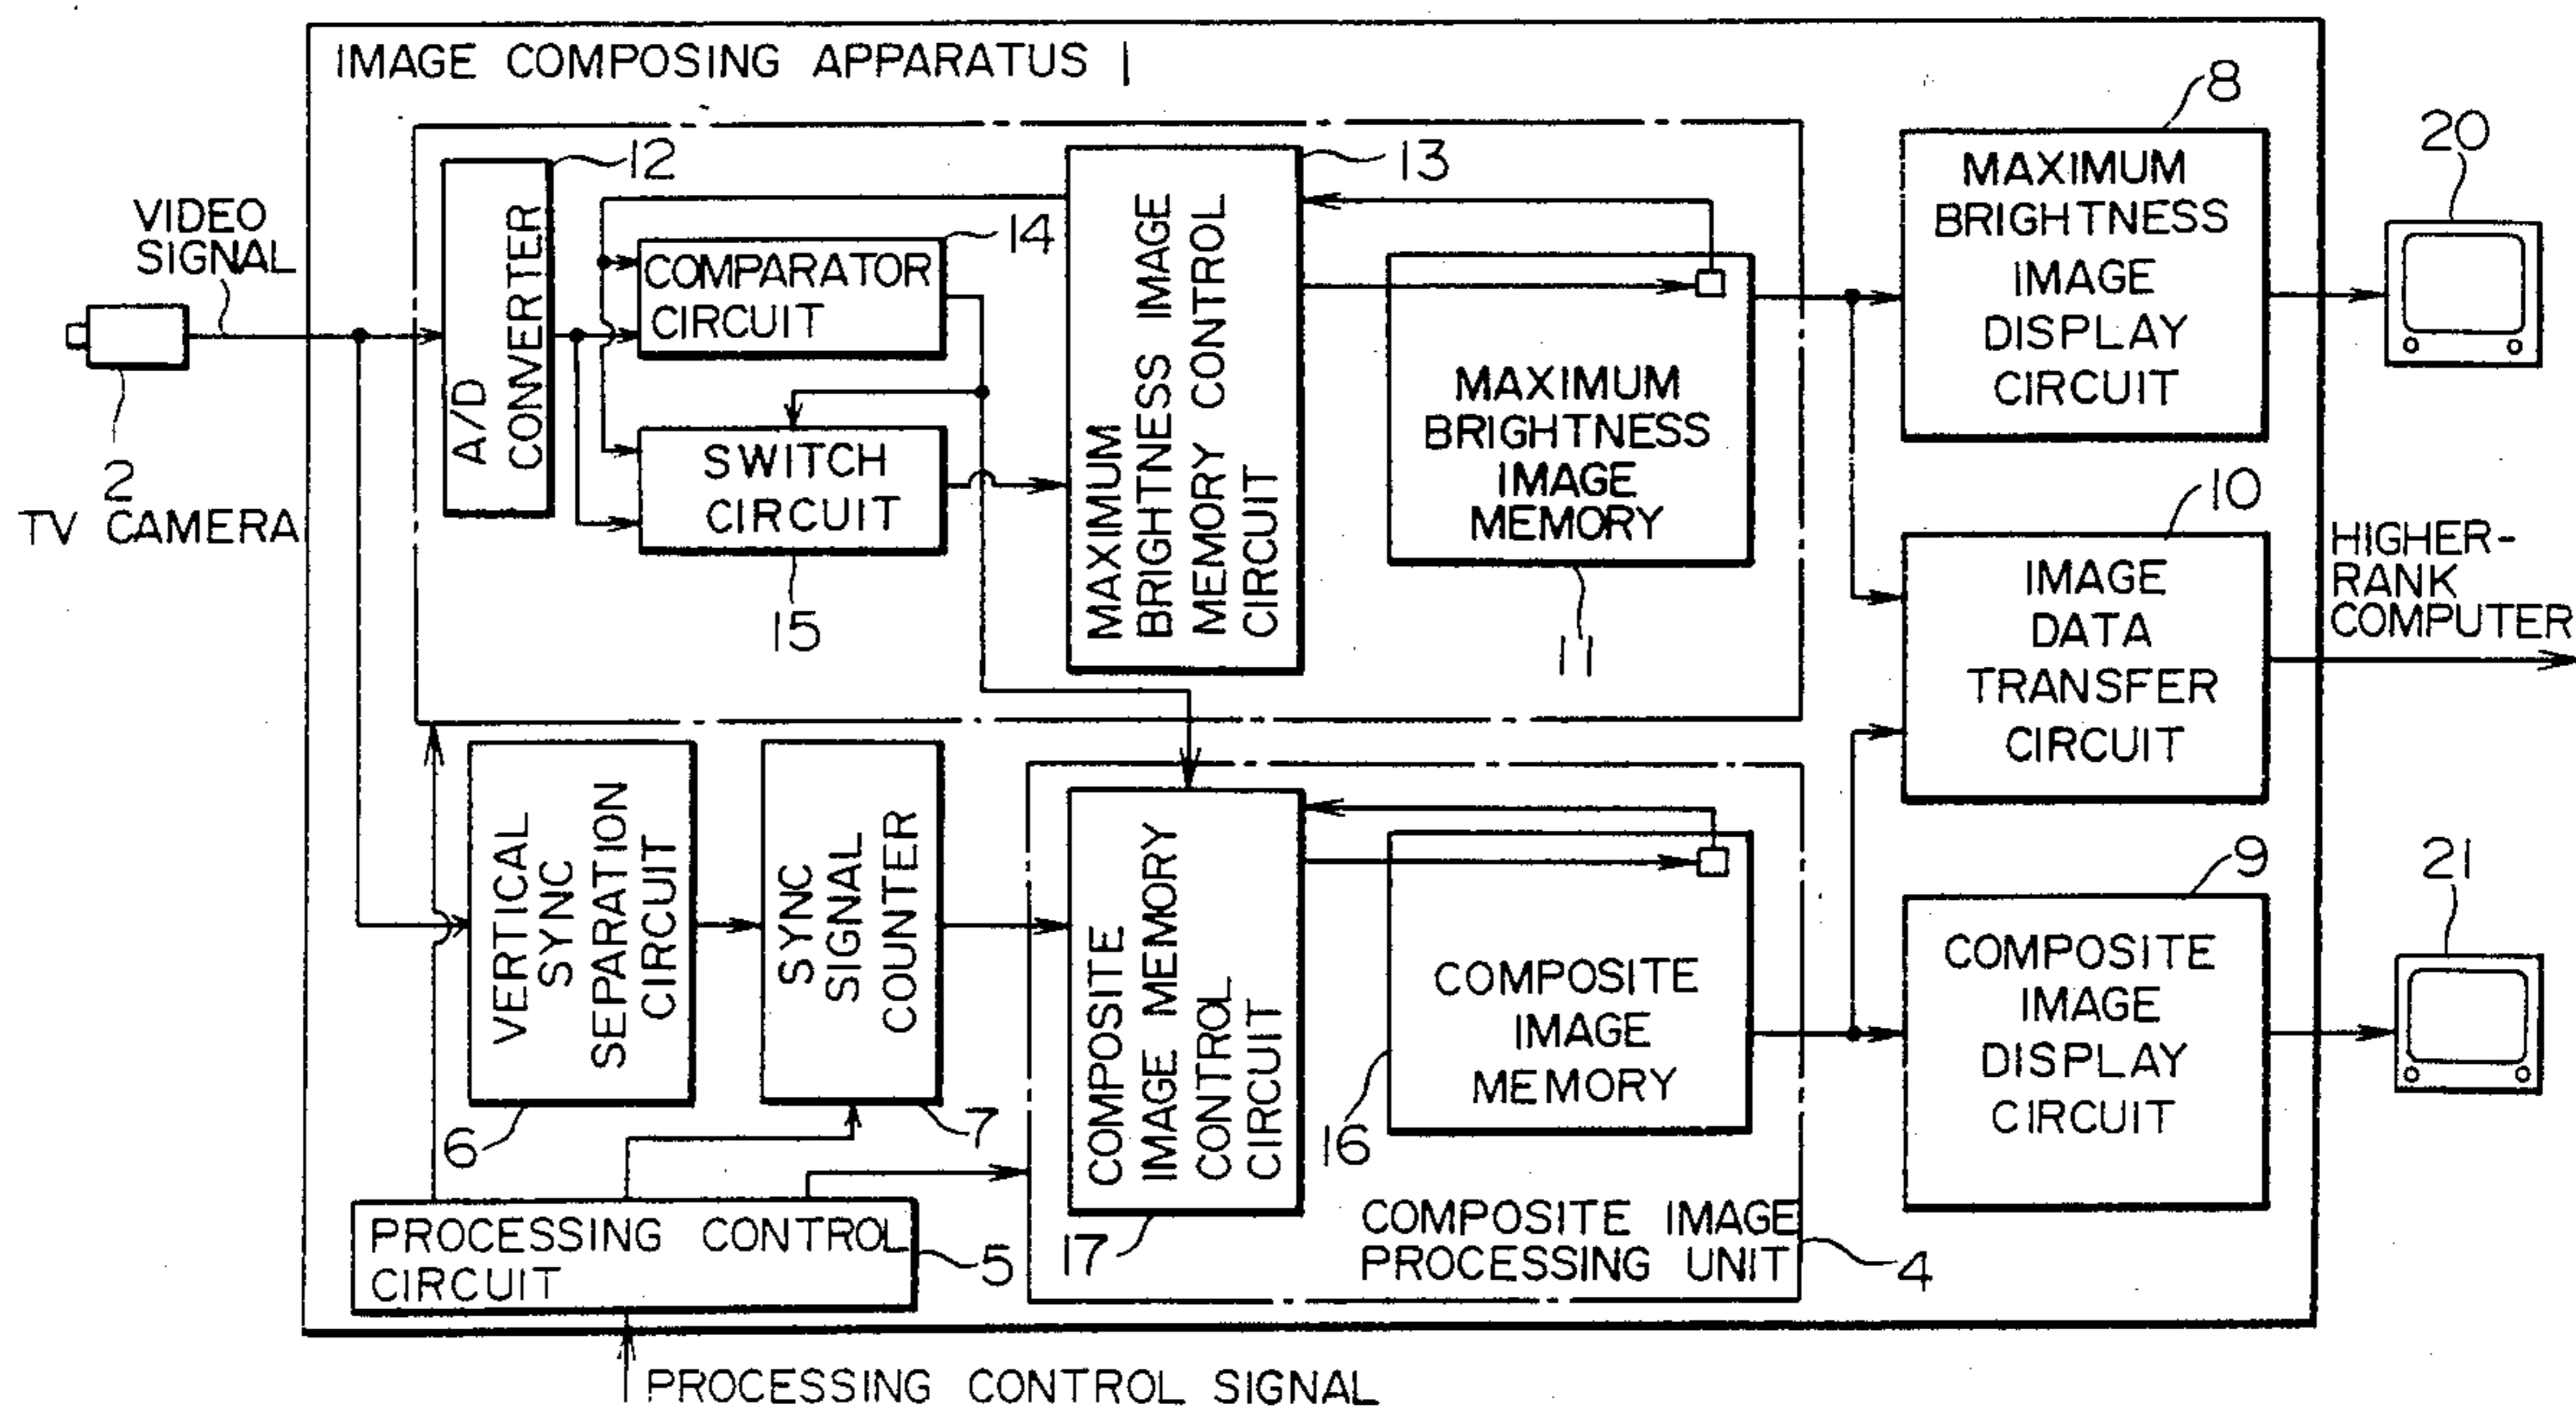 IMAGE COMPOSING APPARATUS 1
VIDEO
SIGNAL
2
TV CAMERA
12
A/D
CONVERTER
14
COMPARATOR
CIRCUIT
SWITCH
CIRCUIT
15
13
MAXIMUM
BRIGHTNESS IMAGE
MEMORY CONTROL
CIRCUIT
MAXIMUM
BRIGHTNESS
IMAGE
MEMORY
11
8
MAXIMUM
BRIGHTNESS
IMAGE
DISPLAY
CIRCUIT
20
10
IMAGE
DATA
TRANSFER
CIRCUIT
HIGHER-
RANK
COMPUTER
VERTICAL
SYNC
SEPARATION
CIRCUIT
6
SYNC
SIGNAL
COUNTER
7
COMPOSITE
IMAGE MEMORY
CONTROL
CIRCUIT
17
COMPOSITE
IMAGE
MEMORY
16
COMPOSITE IMAGE
PROCESSING UNIT
4
9
COMPOSITE
IMAGE
DISPLAY
CIRCUIT
21
PROCESSING CONTROL
CIRCUIT
5
PROCESSING CONTROL SIGNAL